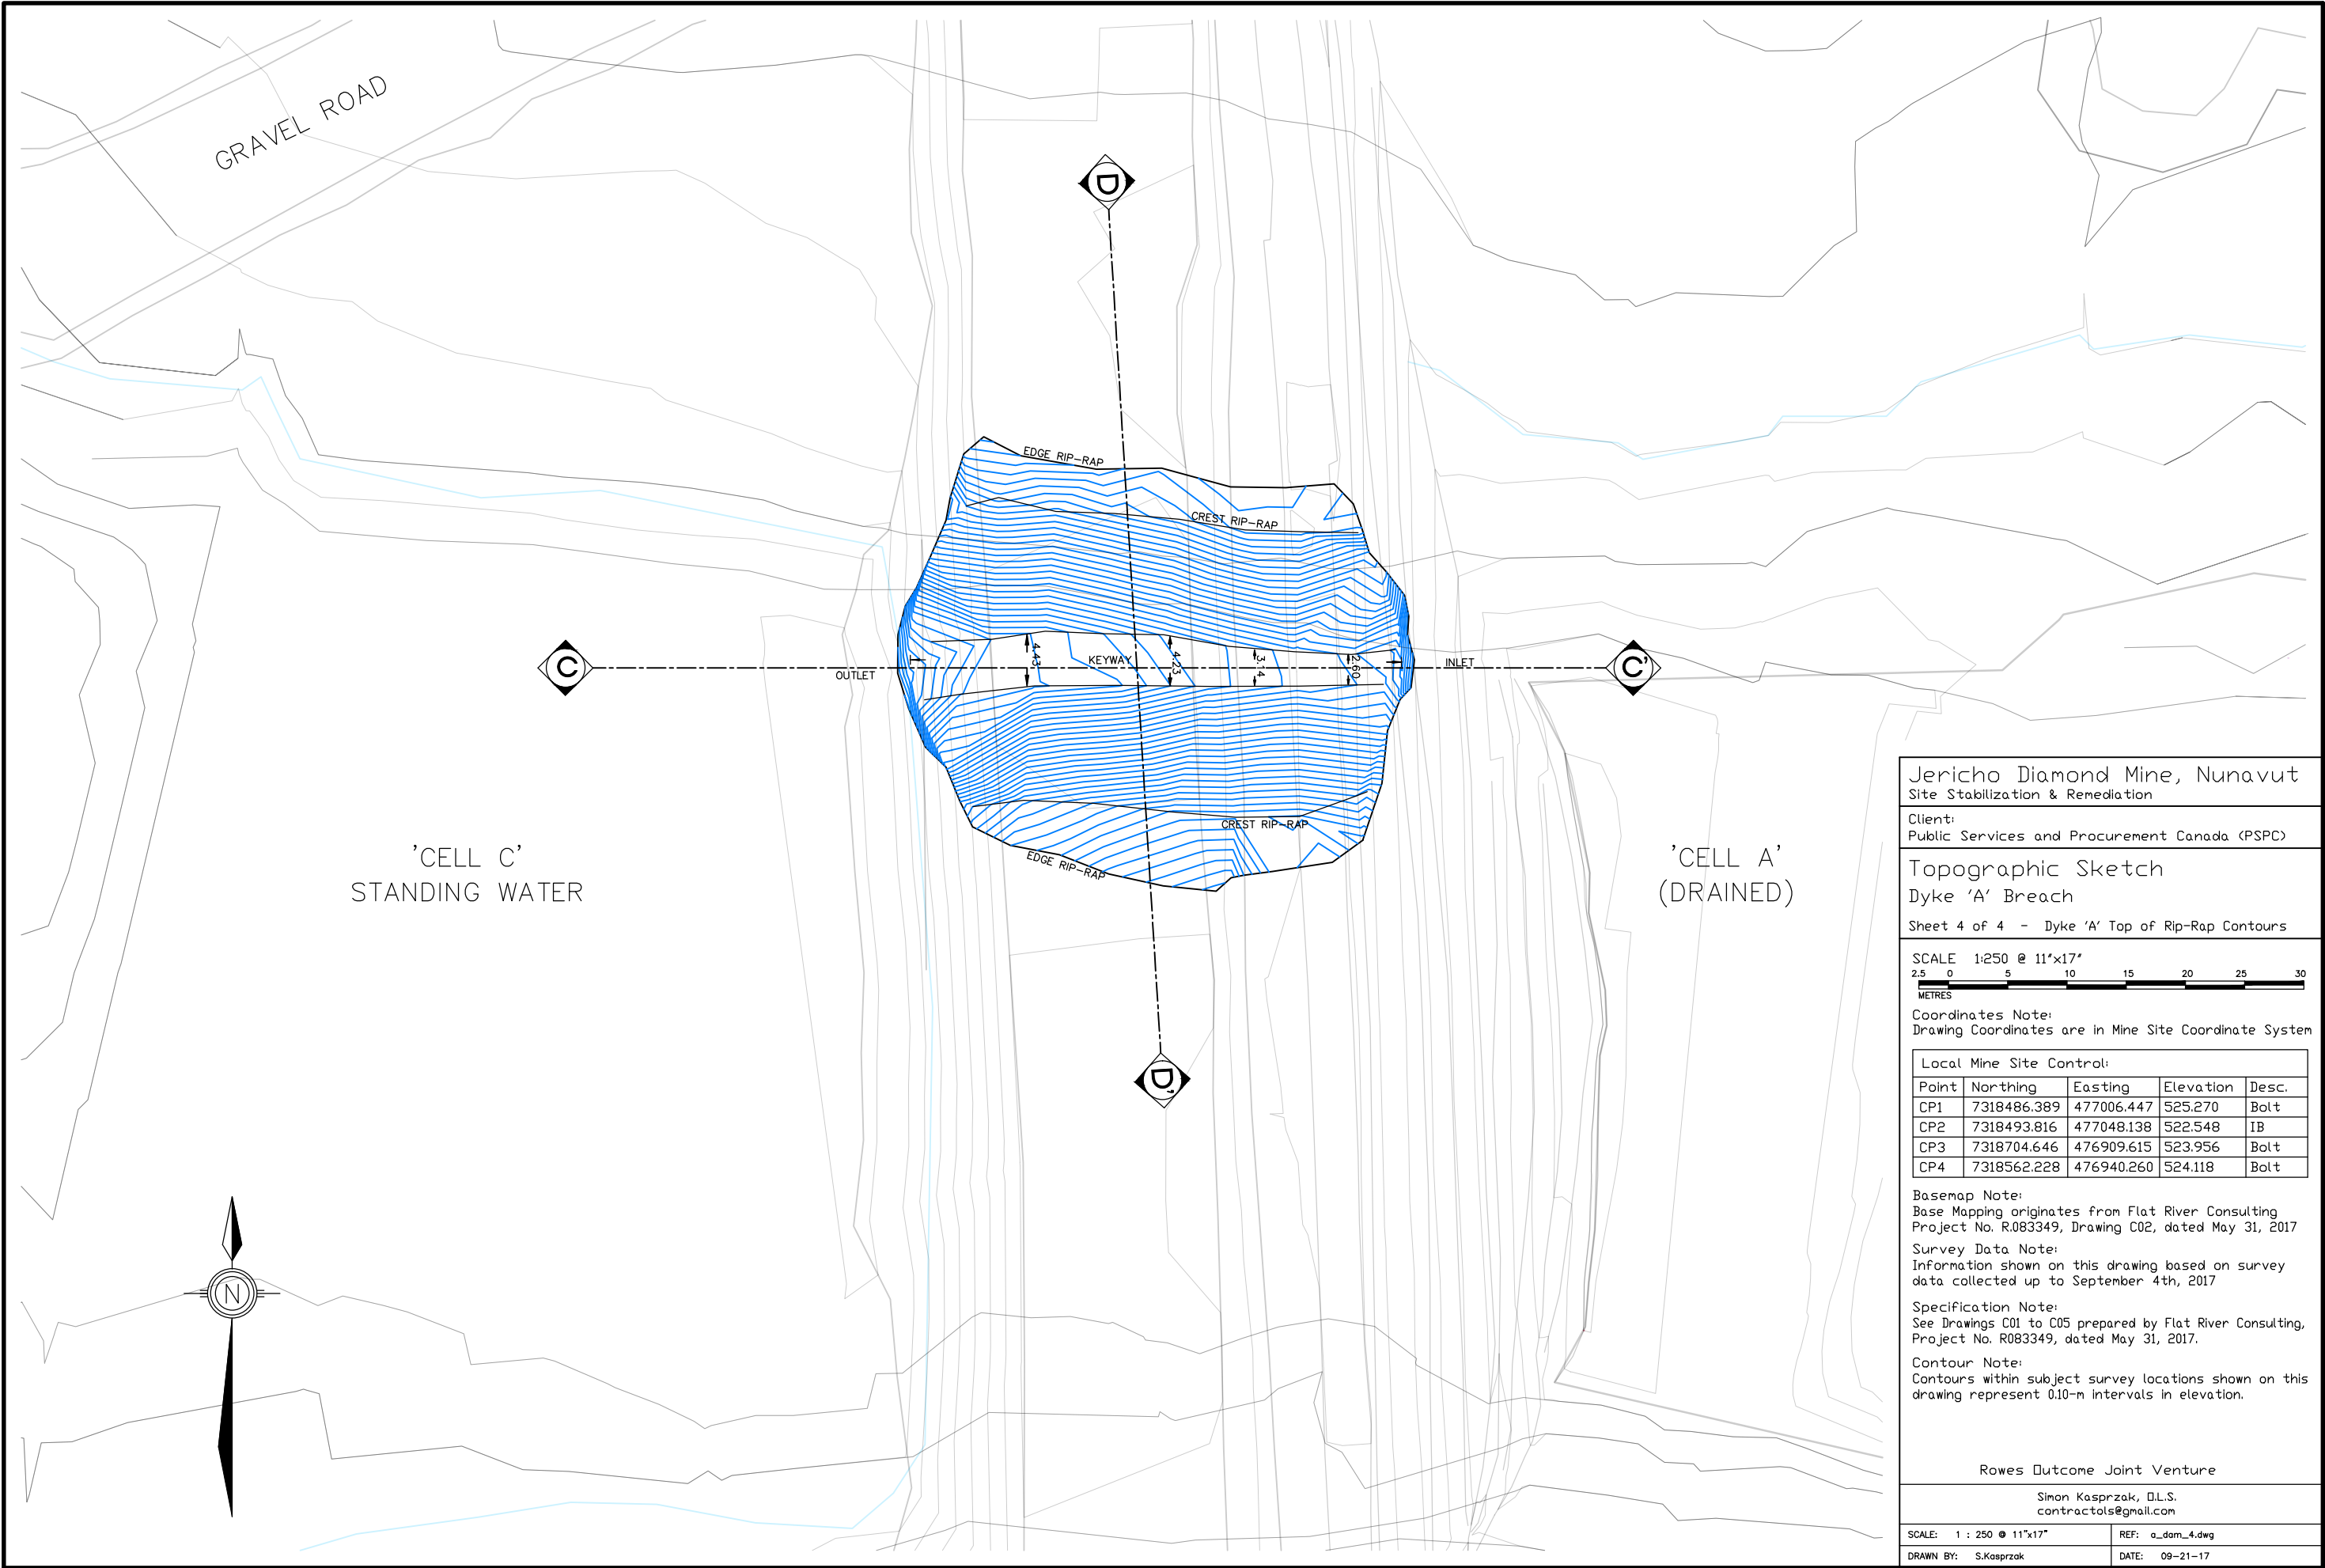 GRAVEL ROAD
D
EDGE RIP-RAP
CREST RIP-RAP
C
OUTLET
4.43
KEYWAY
4.23
3.14
2.60
INLET
C'
CREST RIP-RAP
EDGE RIP-RAP
'CELL C'
STANDING WATER
'CELL A'
(DRAINED)
D'
N
Jericho Diamond Mine, Nunavut
Site Stabilization & Remediation
Client:
Public Services and Procurement Canada (PSPC)
Topographic Sketch
Dyke 'A' Breach
Sheet 4 of 4 - Dyke 'A' Top of Rip-Rap Contours
SCALE 1:250 @ 11"x17"
2.5 0 5 10 15 20 25 30
METRES
Coordinates Note:
Drawing Coordinates are in Mine Site Coordinate System
Local Mine Site Control:
Point Northing Easting Elevation Desc.
CP1 7318486.389 477006.447 525.270 Bolt
CP2 7318493.816 477048.138 522.548 IB
CP3 7318704.646 476909.615 523.956 Bolt
CP4 7318562.228 476940.260 524.118 Bolt
Basemap Note:
Base Mapping originates from Flat River Consulting
Project No. R.083349, Drawing C02, dated May 31, 2017
Survey Data Note:
Information shown on this drawing based on survey
data collected up to September 4th, 2017
Specification Note:
See Drawings C01 to C05 prepared by Flat River Consulting,
Project No. R083349, dated May 31, 2017.
Contour Note:
Contours within subject survey locations shown on this
drawing represent 0.10-m intervals in elevation.
Rowes Outcome Joint Venture
Simon Kasprzak, O.L.S.
contractols@gmail.com
SCALE: 1 : 250 @ 11"x17" REF: a_dam_4.dwg
DRAWN BY: S.Kasprzak DATE: 09-21-17